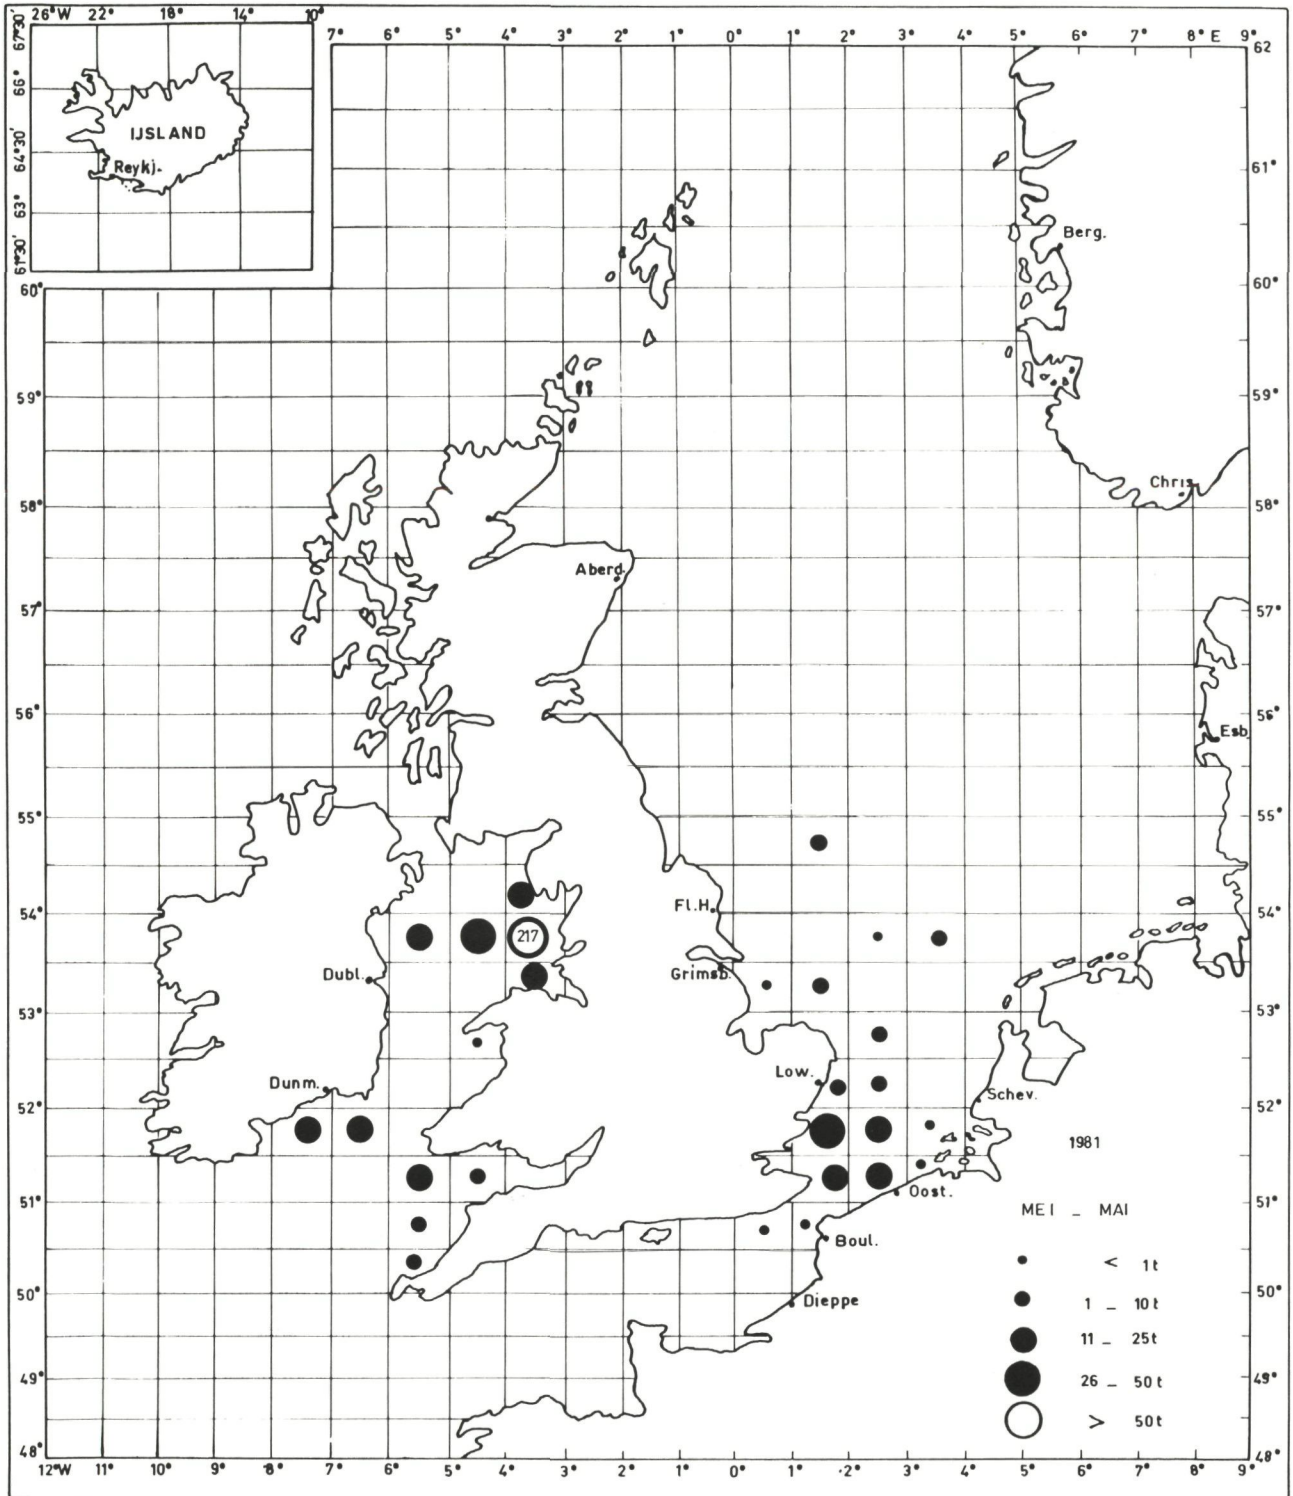 26°W 22° 18° 14° 10°
67°30'
66°
64°30'
63°
61°30'
IJSLAND
Reykj.
7° 6° 5° 4° 3° 2° 1° 0° 1° 2° 3° 4° 5° 6° 7° 8° E 9°
62
61°
60° 60°
59° 59°
58° 58°
57° 57°
56° 56°
55° 55°
54° 54°
53° 53°
52° 52°
51° 51°
50° 50°
49° 49°
48° 48°
Berg.
Chris
Aberd.
Esb
Fl.H.
217
Dubl.
Grimsb.
Dunm.
Low.
Schev.
1981
Oost.
MEI _ MAI
Boul.
< 1t
Dieppe
1 _ 10t
11 _ 25t
26 _ 50t
> 50t
12°W 10° 9° 8° 7° 6° 5° 4° 3° 2° 1° 0° 1° 2° 3° 4° 5° 6° 7° 8° 9°